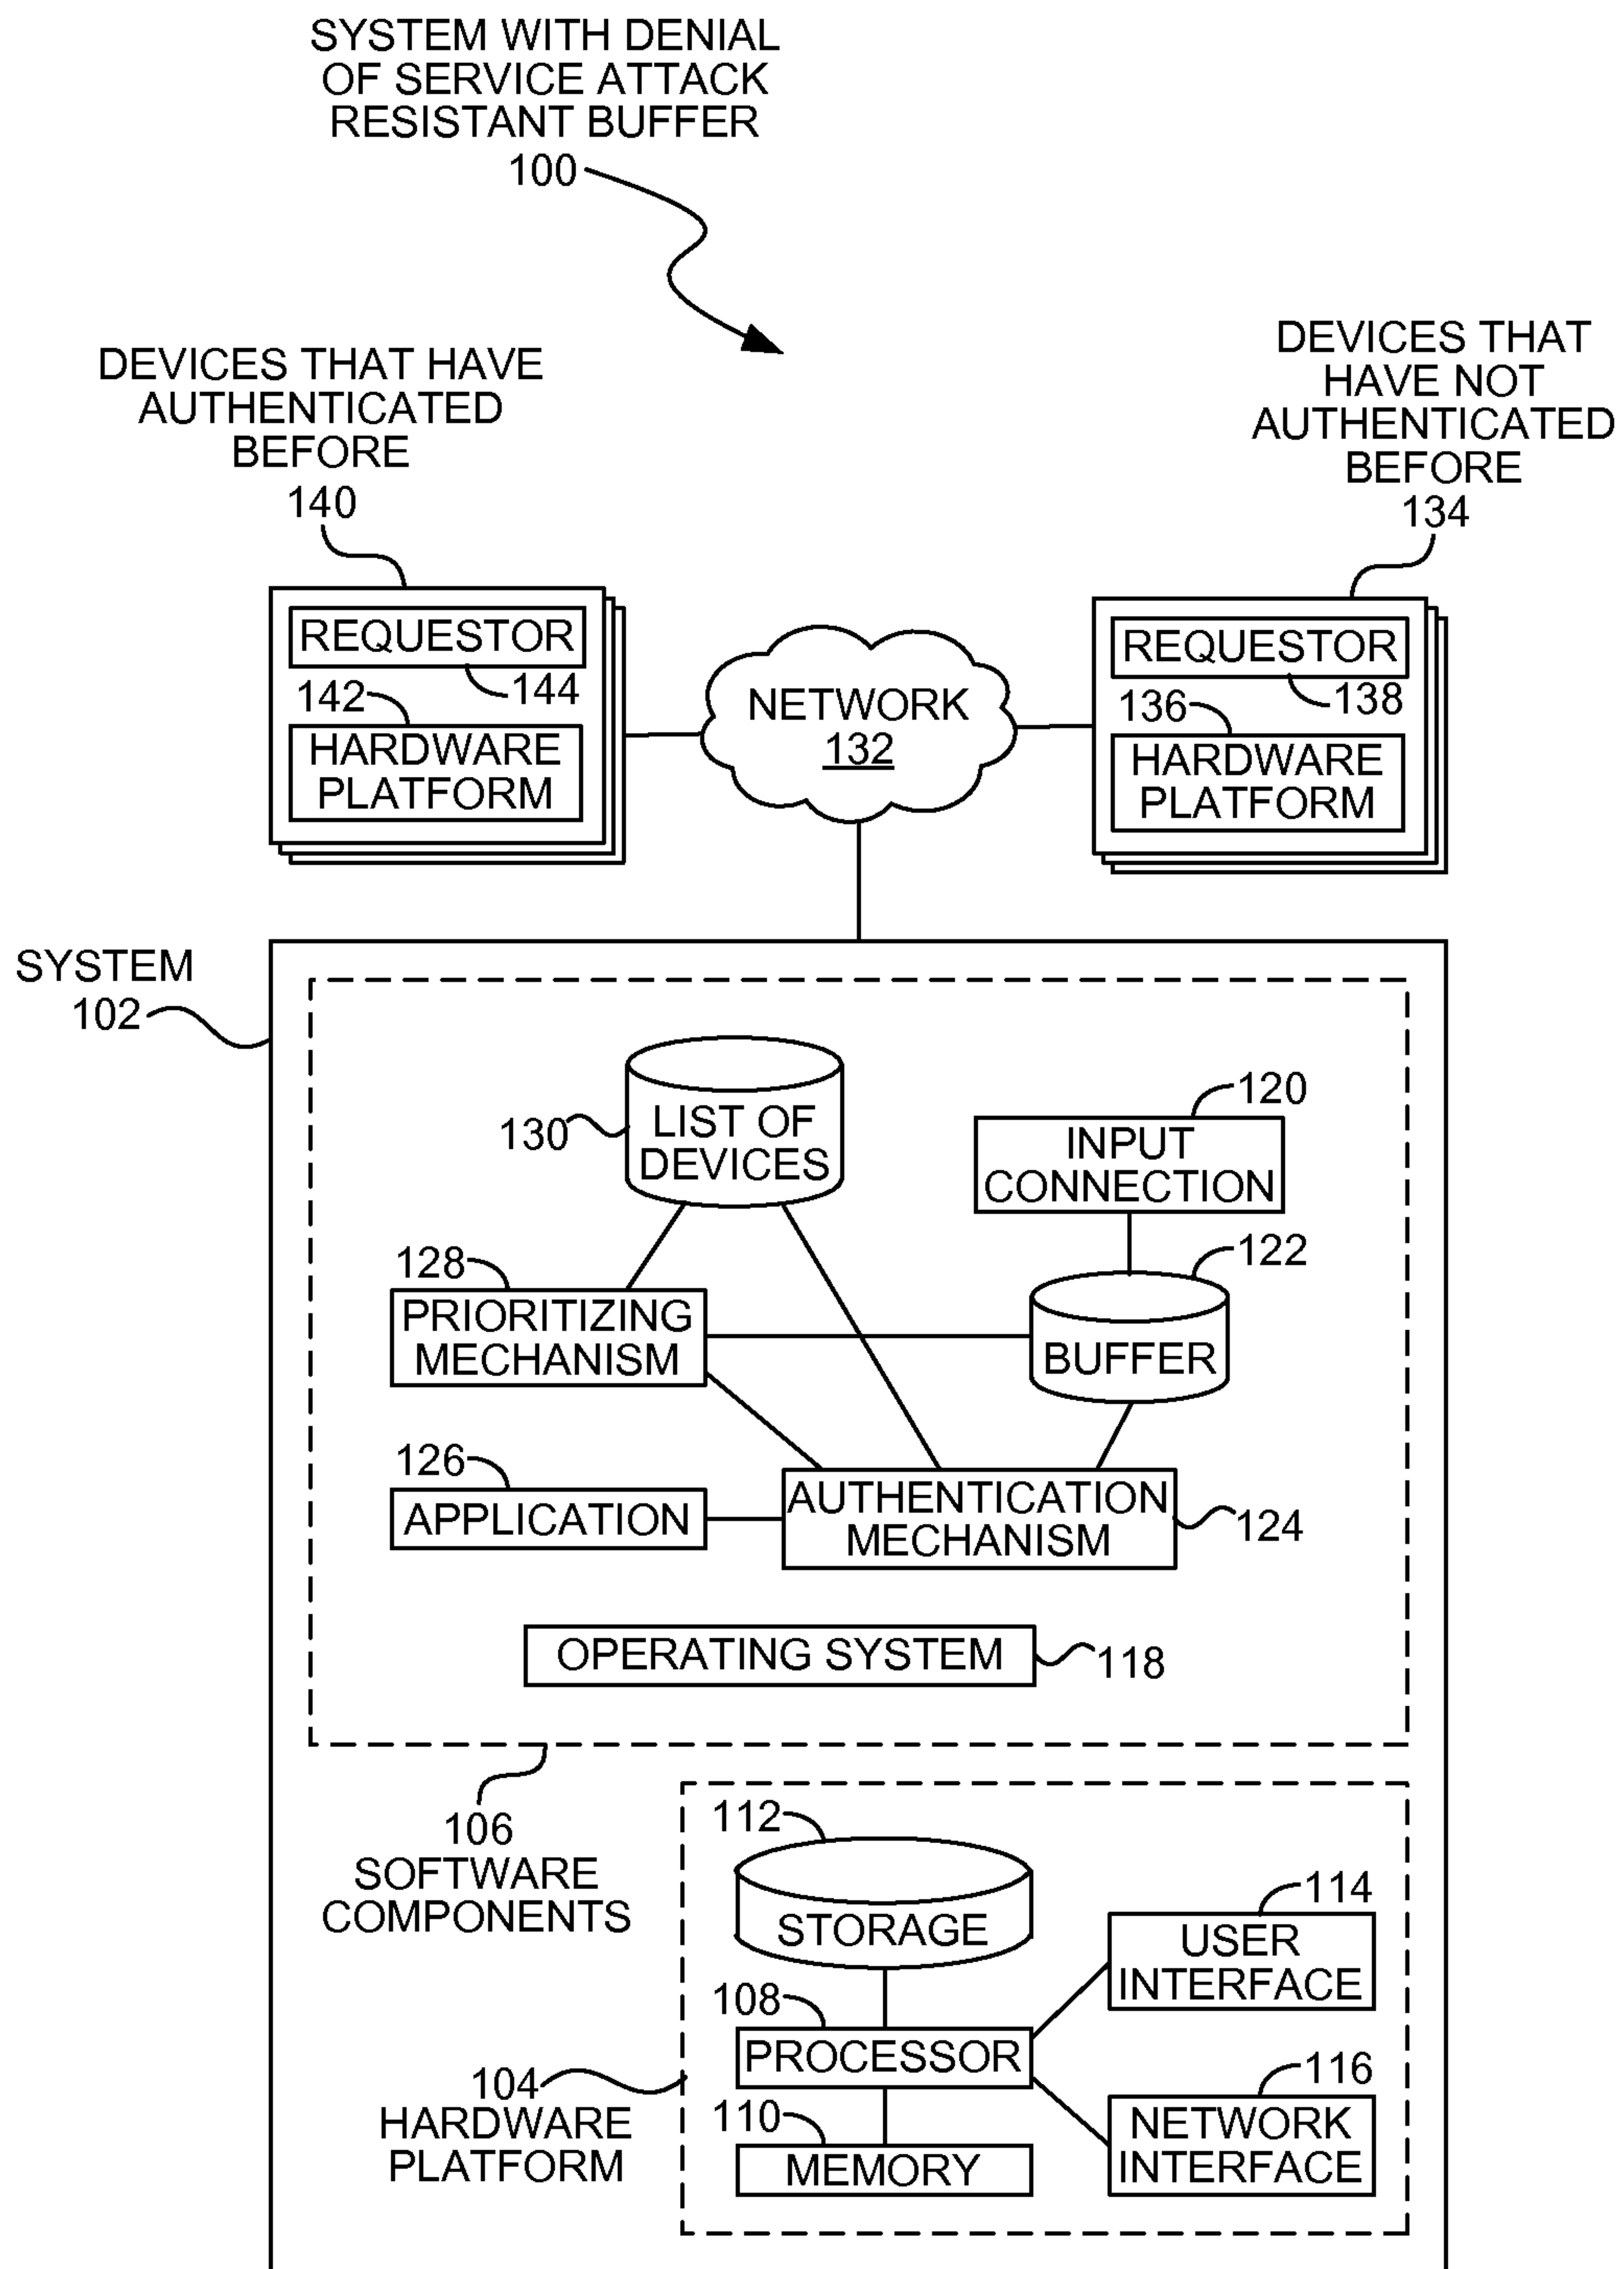 SYSTEM WITH DENIAL
OF SERVICE ATTACK
RESISTANT BUFFER
100
DEVICES THAT HAVE
AUTHENTICATED
BEFORE
140
DEVICES THAT
HAVE NOT
AUTHENTICATED
BEFORE
134
REQUESTOR
144
142
HARDWARE
PLATFORM
NETWORK
132
REQUESTOR
138
136
HARDWARE
PLATFORM
SYSTEM
102
130
LIST OF
DEVICES
120
INPUT
CONNECTION
128
PRIORITIZING
MECHANISM
122
BUFFER
126
APPLICATION
AUTHENTICATION
MECHANISM
124
OPERATING SYSTEM
118
106
SOFTWARE
COMPONENTS
112
STORAGE
114
USER
INTERFACE
108
PROCESSOR
104
HARDWARE
PLATFORM
110
MEMORY
116
NETWORK
INTERFACE